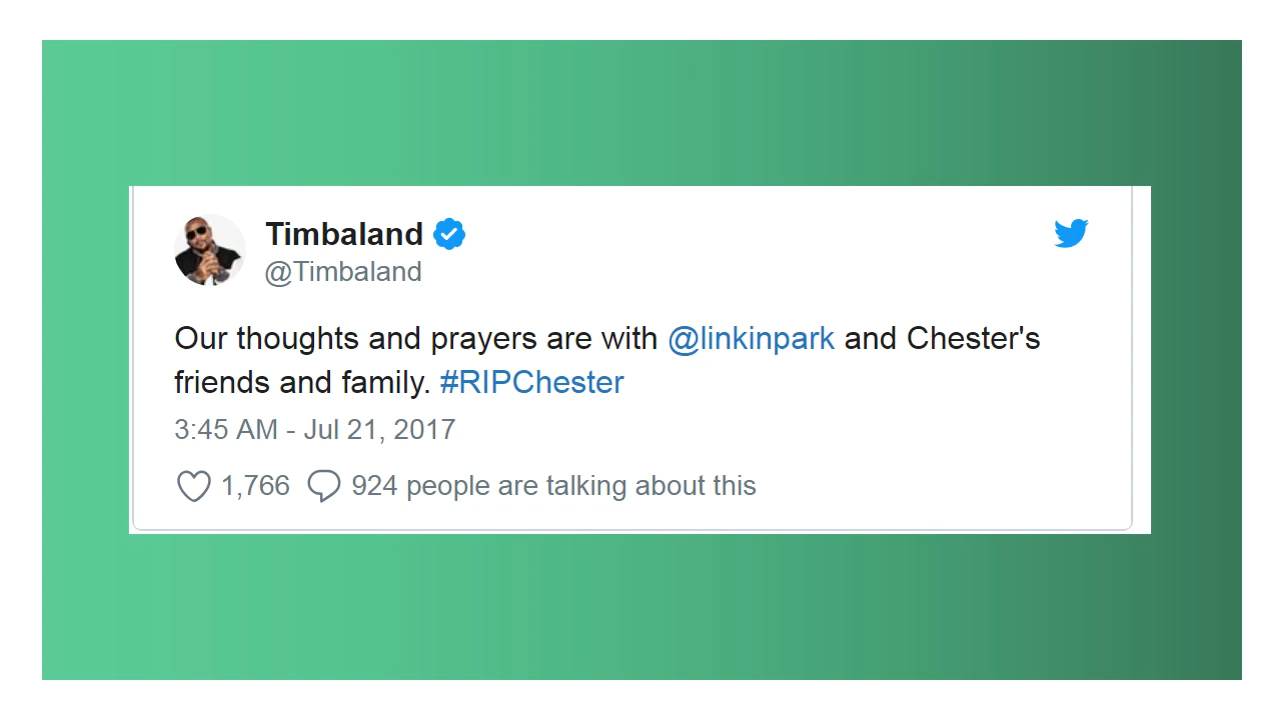 Timbaland
@Timbaland
Our thoughts and prayers are with @linkinpark and Chester's
friends and family. #RIPChester
3:45 AM - Jul 21, 2017
1,766 924 people are talking about this